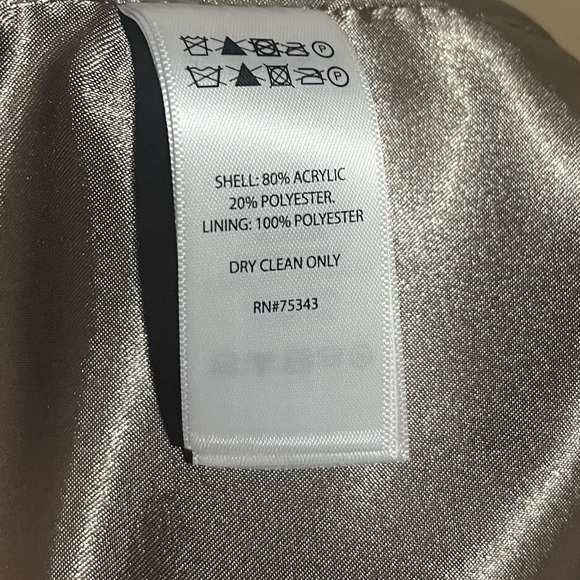 P
P
SHELL: 80% ACRYLIC
20% POLYESTER.
LINING: 100% POLYESTER
DRY CLEAN ONLY
RN#75343